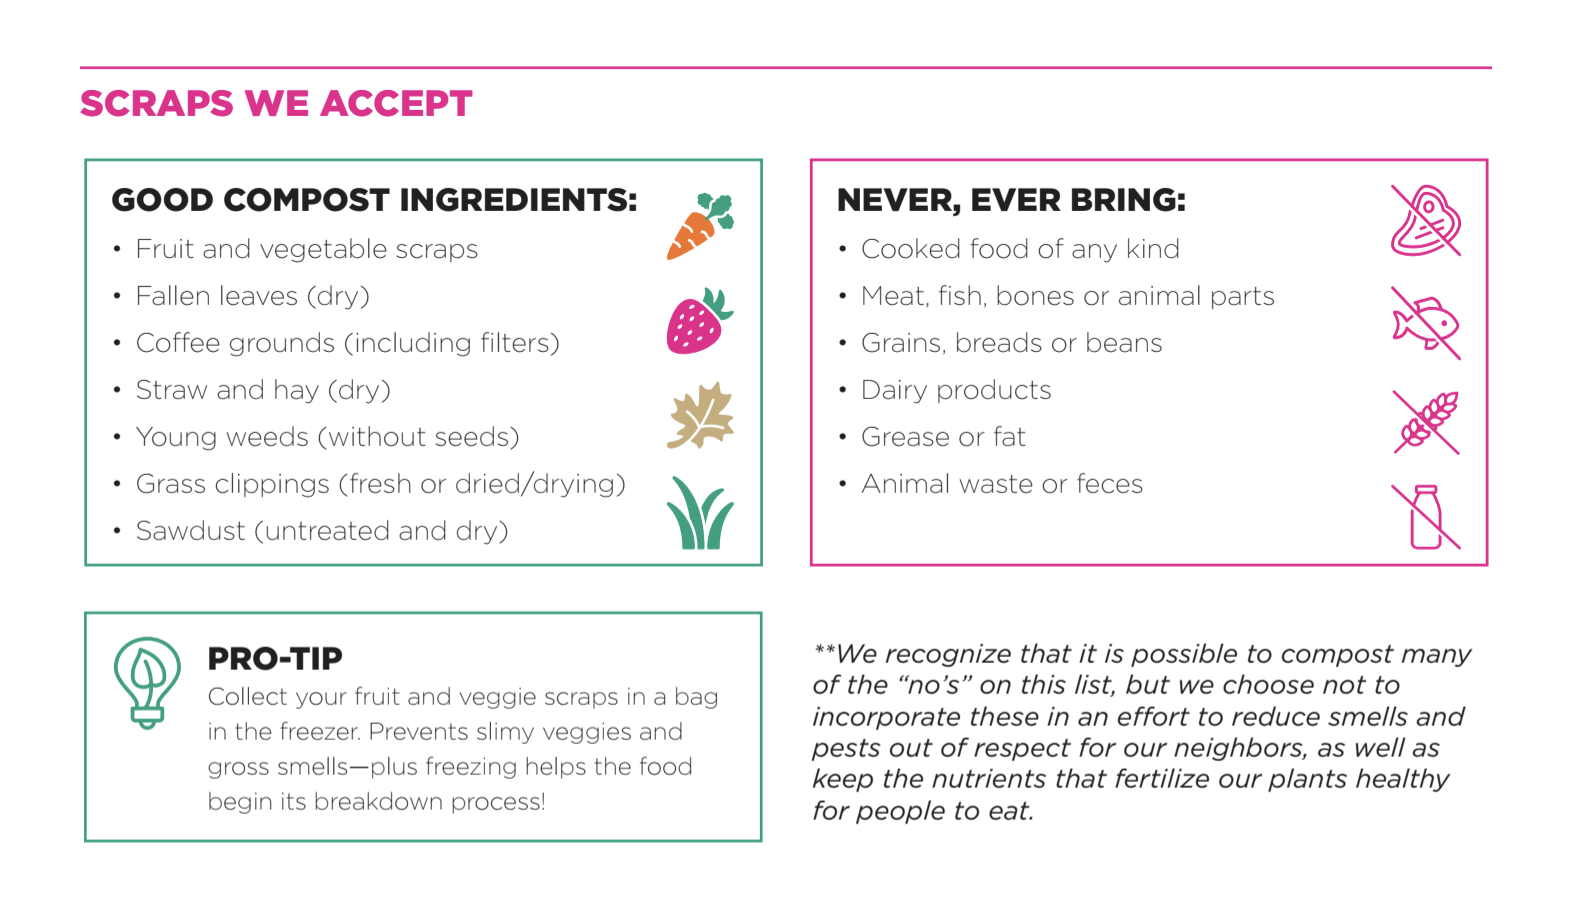 SCRAPS WE ACCEPT
GOOD COMPOST INGREDIENTS:
• Fruit and vegetable scraps
• Fallen leaves (dry)
• Coffee grounds (including filters)
• Straw and hay (dry)
• Young weeds (without seeds)
• Grass clippings (fresh or dried/drying)
• Sawdust (untreated and dry)
NEVER, EVER BRING:
• Cooked food of any kind
• Meat, fish, bones or animal parts
• Grains, breads or beans
• Dairy products
• Grease or fat
• Animal waste or feces
PRO-TIP
Collect your fruit and veggie scraps in a bag
in the freezer. Prevents slimy veggies and
gross smells—plus freezing helps the food
begin its breakdown process!
**We recognize that it is possible to compost many
of the “no’s” on this list, but we choose not to
incorporate these in an effort to reduce smells and
pests out of respect for our neighbors, as well as
keep the nutrients that fertilize our plants healthy
for people to eat.